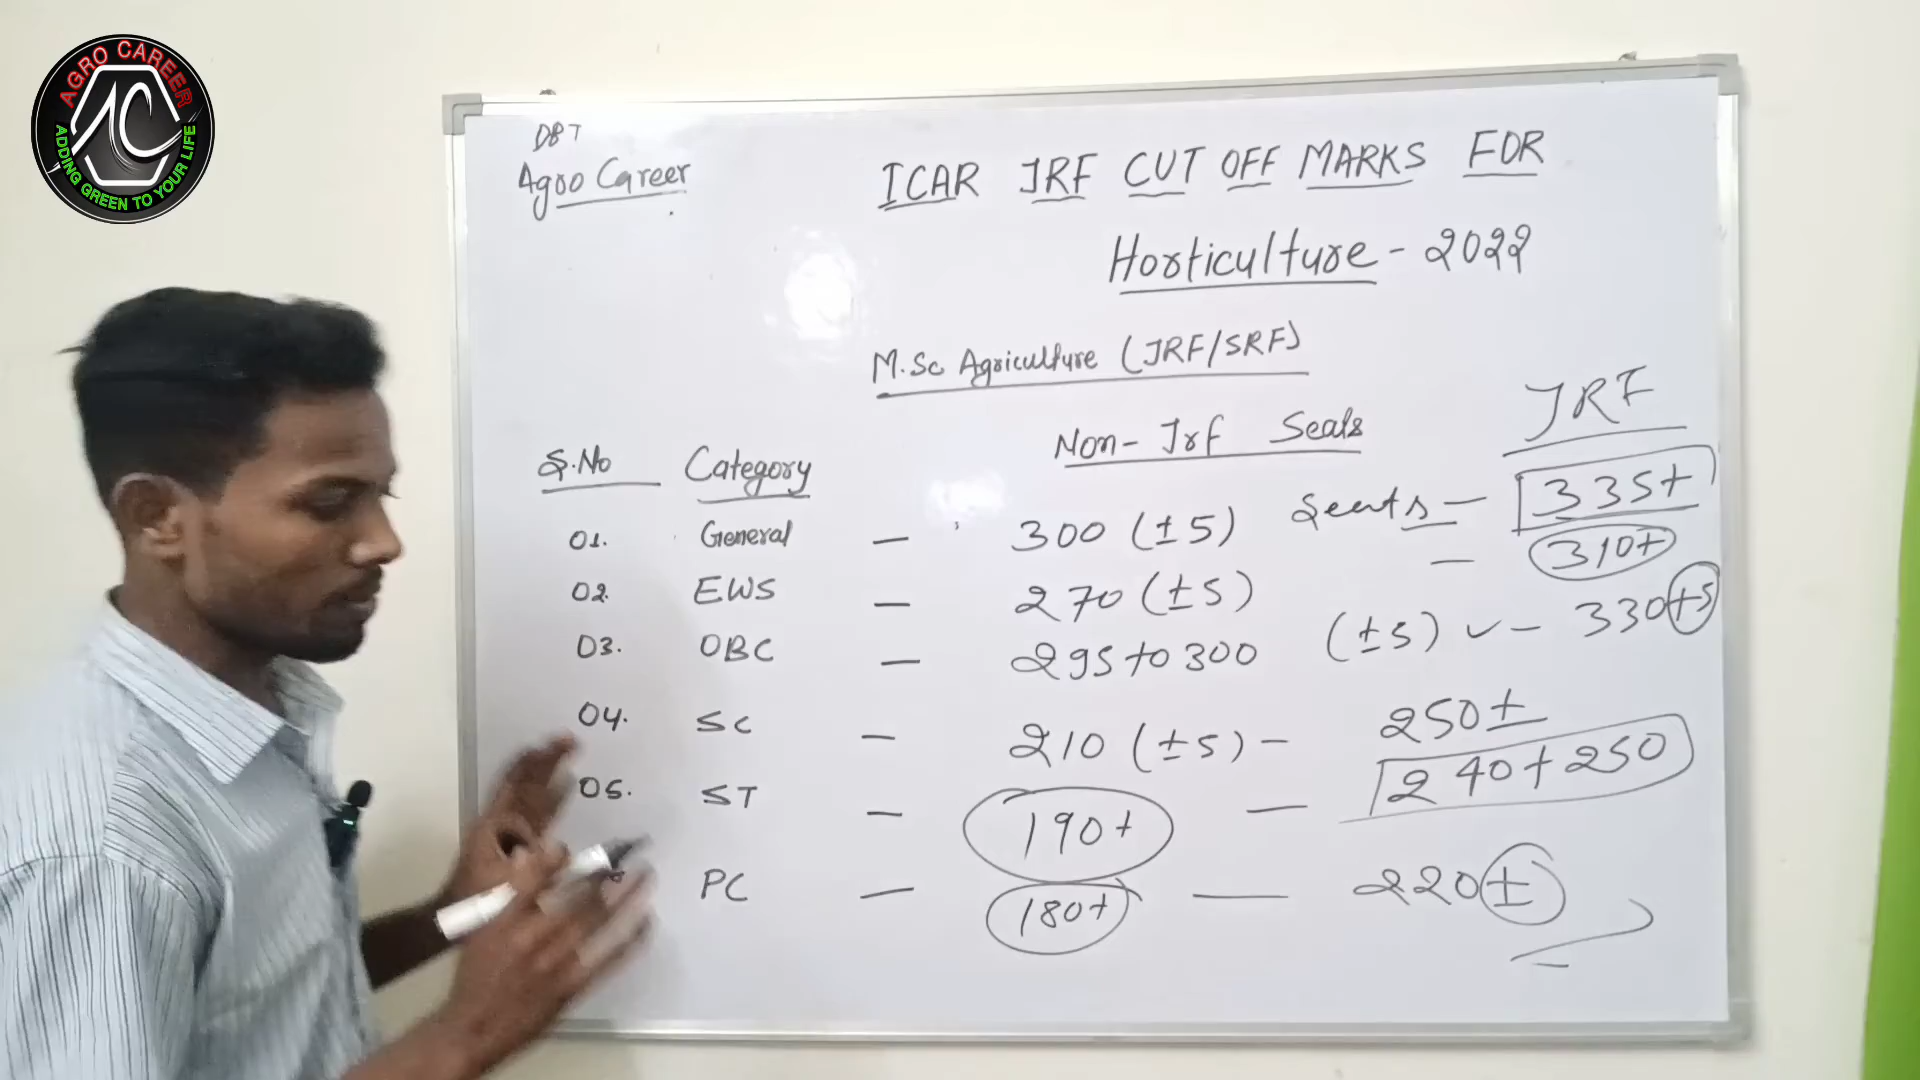 AGRO CAREER
AC
ADDING GREEN TO YOUR LIFE
DBT
Agro Career
ICAR JRF CUT OFF MARKS FOR
Horticulture - 2022
M.Sc Agriculture (JRF/SRF)
Non-Jrf Seats
JRF
S.No Category
01. General — 300 (±5) Seats — 335+
02. EWS — 270 (±5) — 310+
03. OBC — 295 to 300 (±5) ✓ - 330±5
04. SC — 210 (±5) - 250±
05. ST — 190+ — 240+250
PC — 180+ — 220±